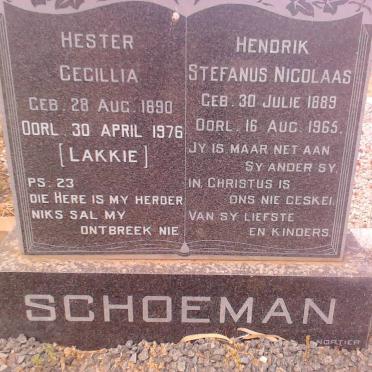 HESTER
CECILLIA
GEB. 28 AUG. 1890
OORL. 30 APRIL 1976
[LAKKIE]
PS. 23
DIE HERE IS MY HERDER
NIKS SAL MY
ONTBREEK NIE
HENDRIK
STEFANUS NICOLAAS
GEB. 30 JULIE 1889
OORL. 16 AUG. 1965.
JY IS MAAR NET AAN
SY ANDER SY,
IN CHRISTUS IS
ONS NIE GESKEI.
VAN SY LIEFSTE
EN KINDERS
SCHOEMAN
NORTIER